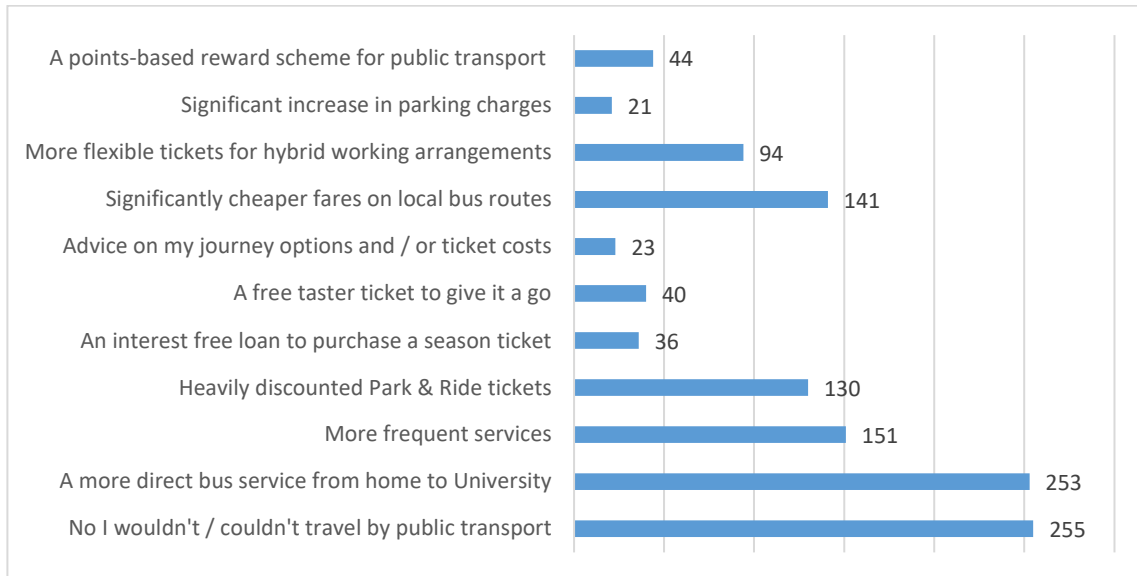 A points-based reward scheme for public transport 44
Significant increase in parking charges 21
More flexible tickets for hybrid working arrangements 94
Significantly cheaper fares on local bus routes 141
Advice on my journey options and / or ticket costs 23
A free taster ticket to give it a go 40
An interest free loan to purchase a season ticket 36
Heavily discounted Park & Ride tickets 130
More frequent services 151
A more direct bus service from home to University 253
No I wouldn't / couldn't travel by public transport 255